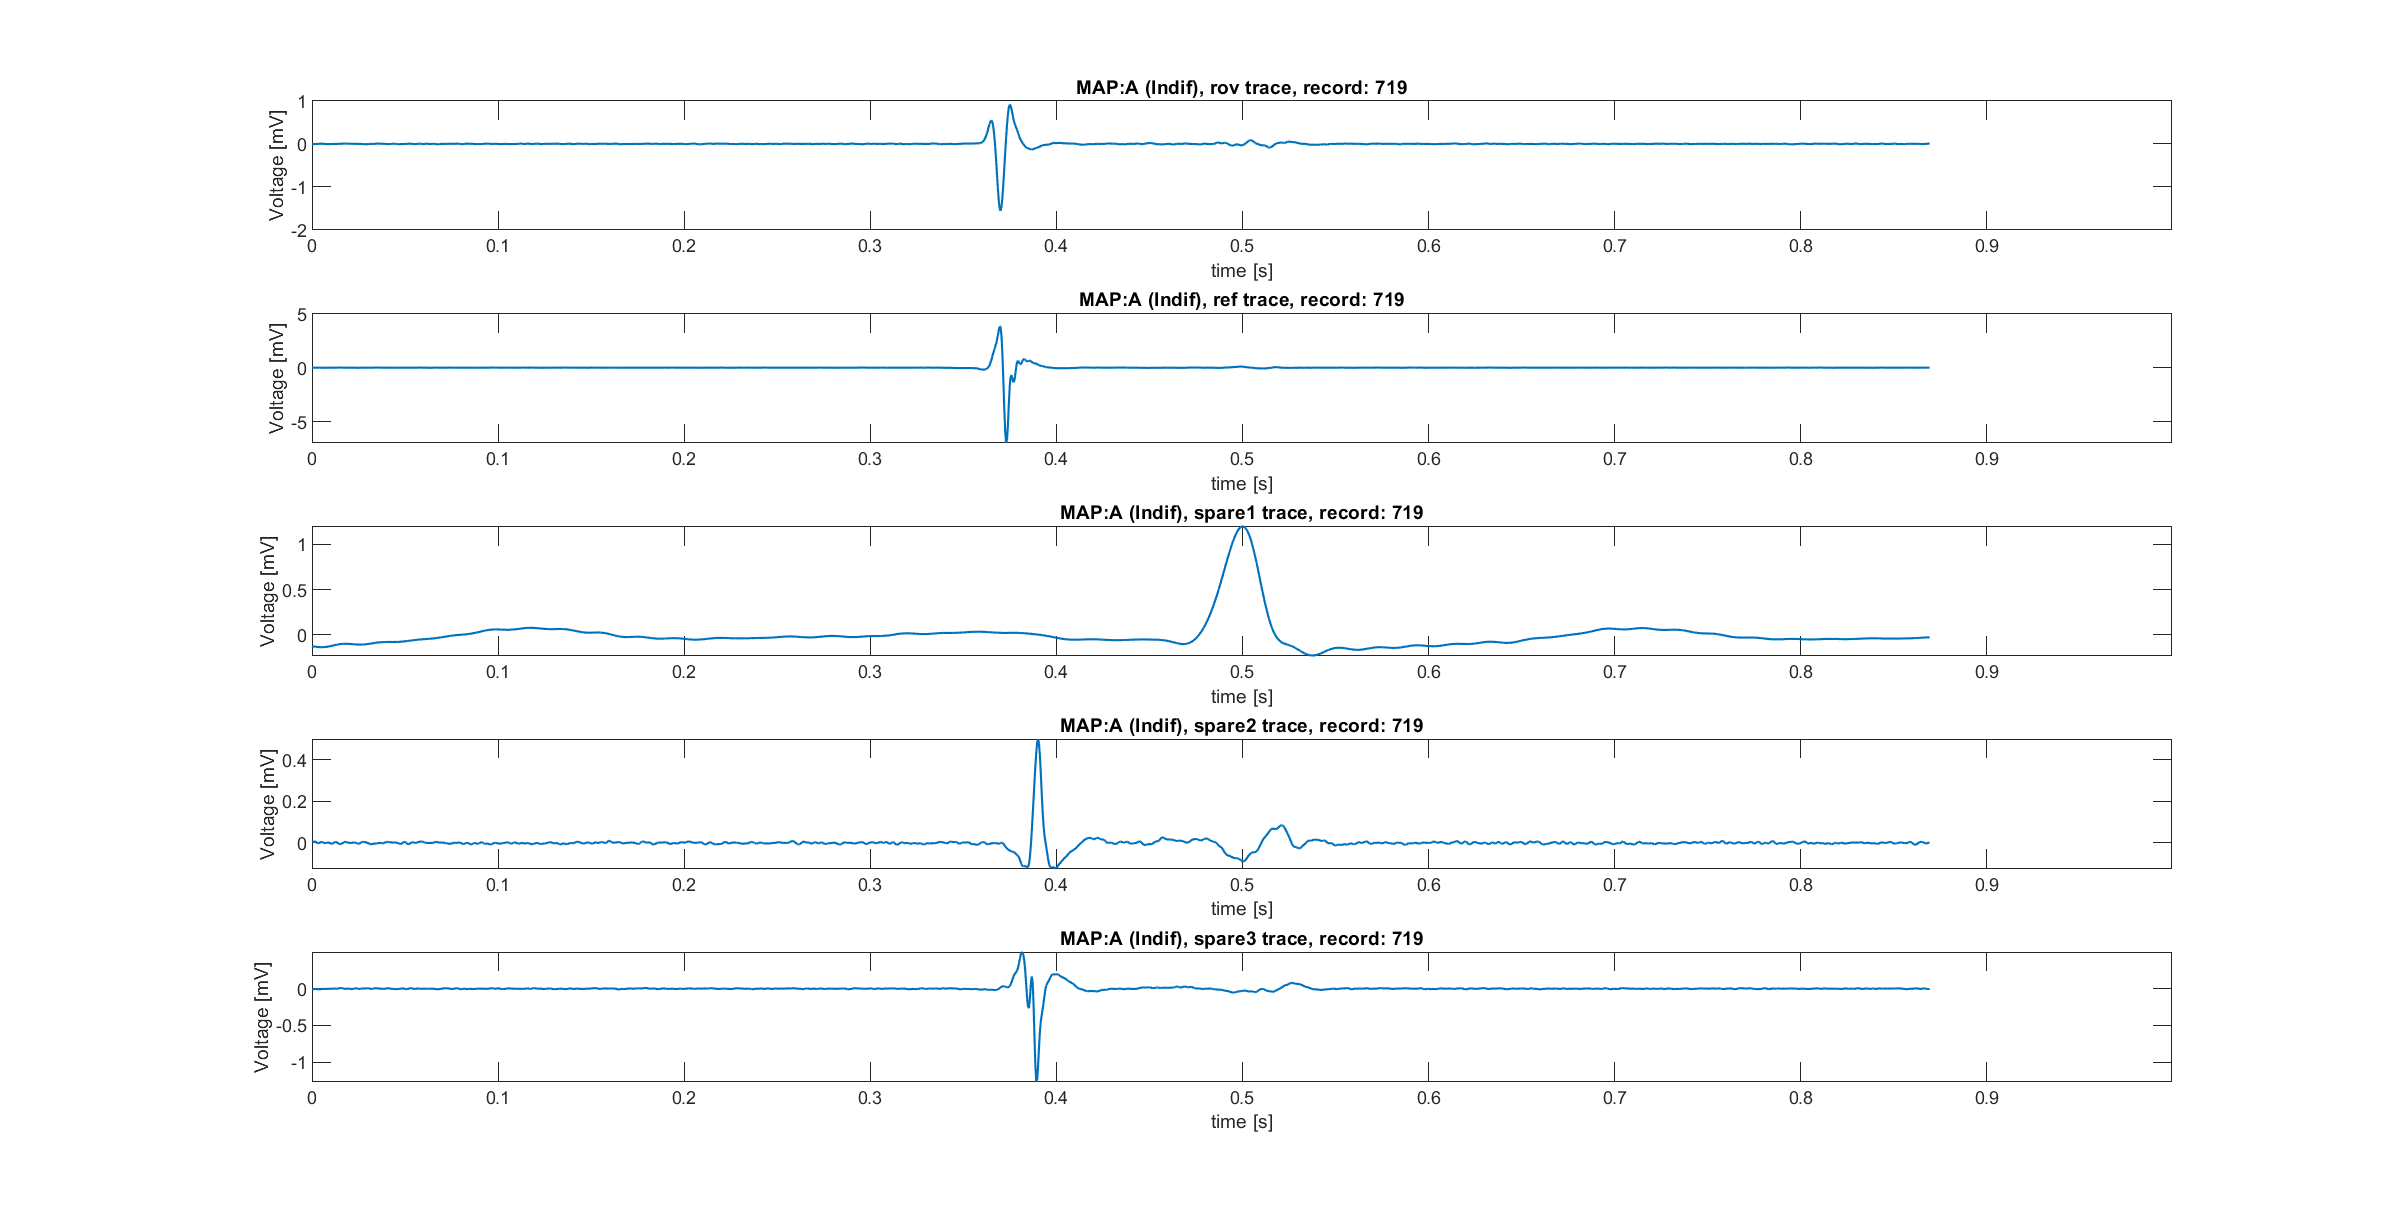 MAP:A (Indif), rov trace, record: 719
Voltage [mV]
1
0
-1
-2
0 0.1 0.2 0.3 0.4 0.5 0.6 0.7 0.8 0.9
time [s]
MAP:A (Indif), ref trace, record: 719
Voltage [mV]
5
0
-5
0 0.1 0.2 0.3 0.4 0.5 0.6 0.7 0.8 0.9
time [s]
MAP:A (Indif), spare1 trace, record: 719
Voltage [mV]
1
0.5
0
0 0.1 0.2 0.3 0.4 0.5 0.6 0.7 0.8 0.9
time [s]
MAP:A (Indif), spare2 trace, record: 719
Voltage [mV]
0.4
0.2
0
0 0.1 0.2 0.3 0.4 0.5 0.6 0.7 0.8 0.9
time [s]
MAP:A (Indif), spare3 trace, record: 719
Voltage [mV]
0
-0.5
-1
0 0.1 0.2 0.3 0.4 0.5 0.6 0.7 0.8 0.9
time [s]